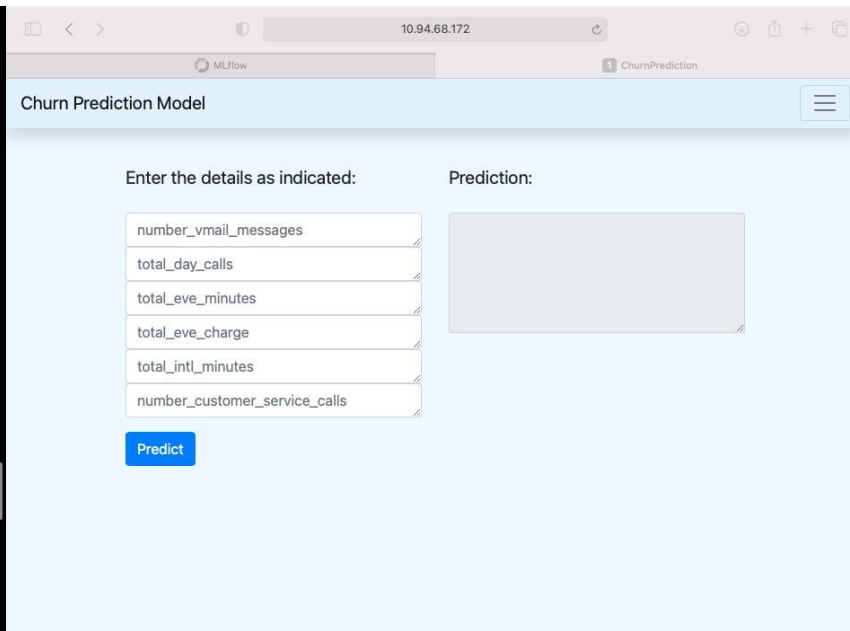 10.94.68.172
MLflow
1 ChurnPrediction
Churn Prediction Model
Enter the details as indicated:
Prediction:
number_vmail_messages
total_day_calls
total_eve_minutes
total_eve_charge
total_intl_minutes
number_customer_service_calls
Predict